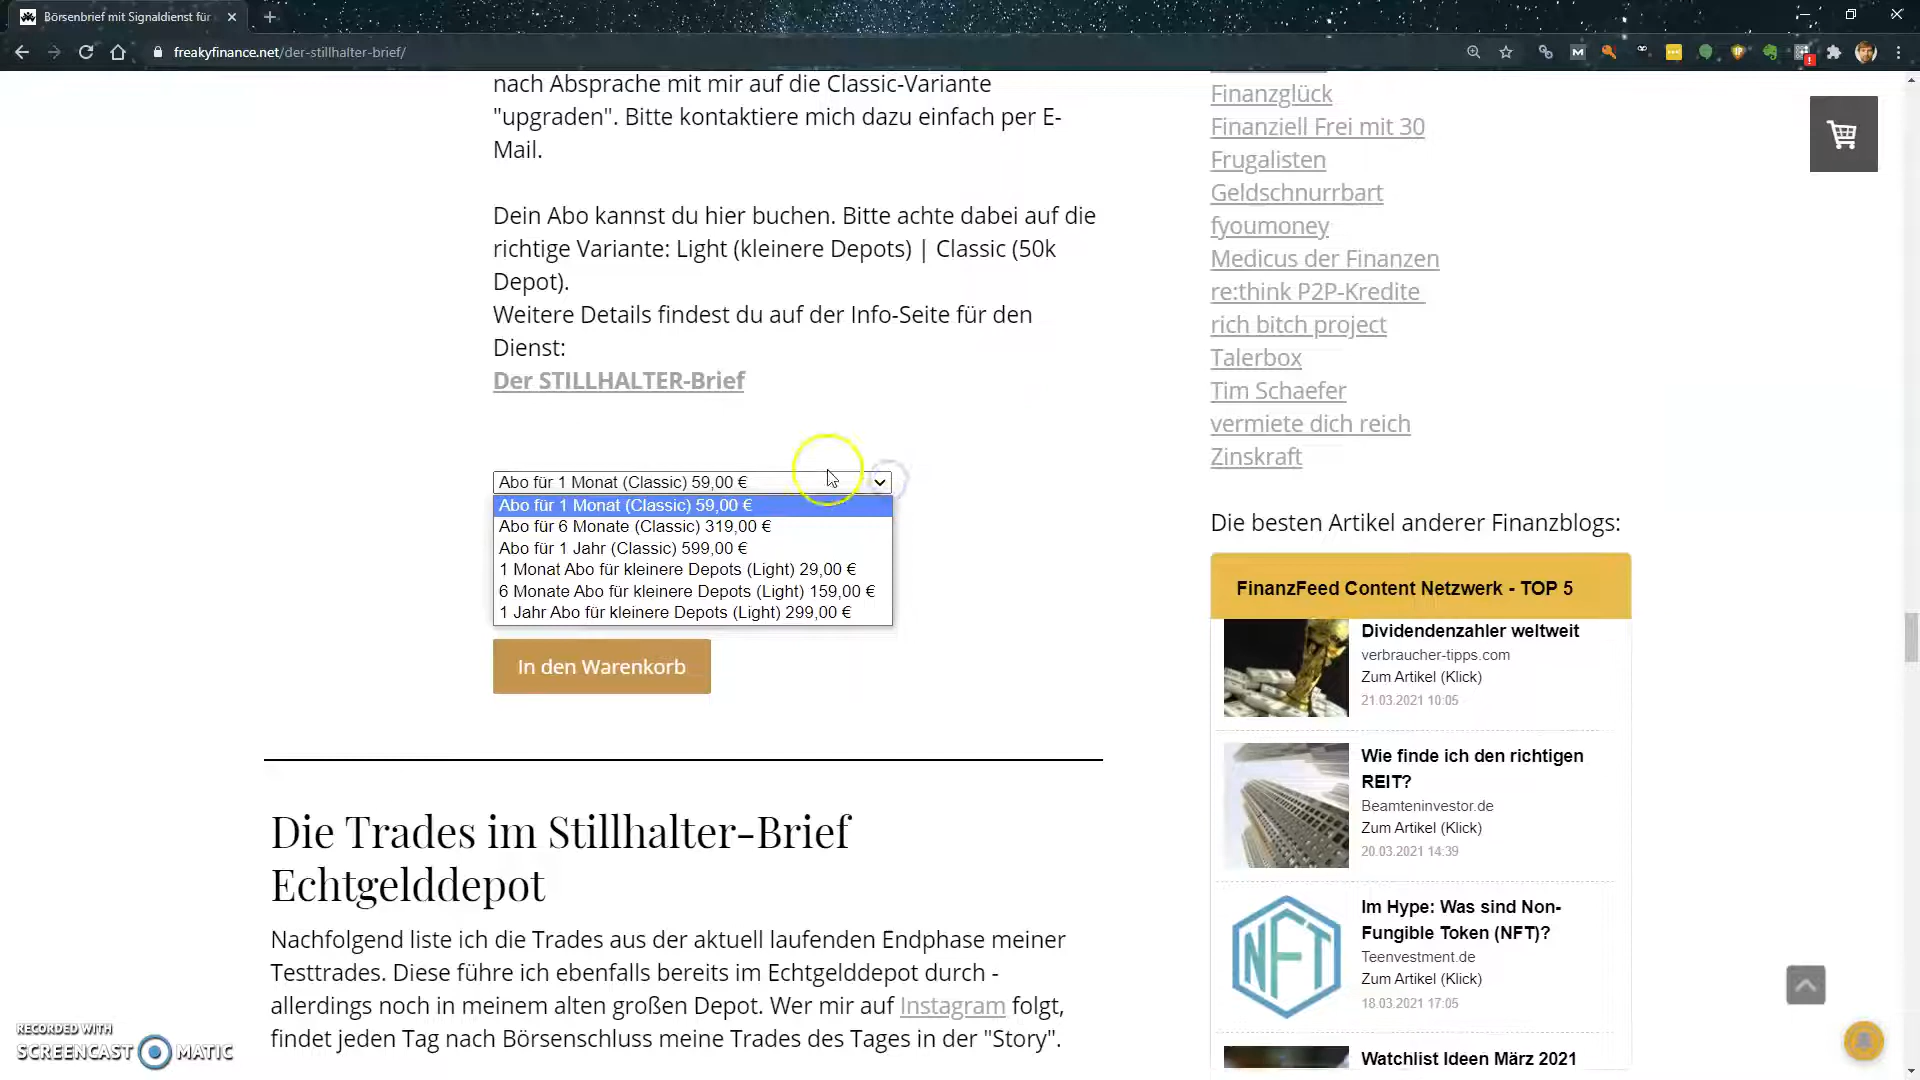 Börsenbrief mit Signaldienst für
freakyfinance.net/der-stillhalter-brief/
nach Absprache mit mir auf die Classic-Variante
"upgraden". Bitte kontaktiere mich dazu einfach per E-
Mail.
Dein Abo kannst du hier buchen. Bitte achte dabei auf die
richtige Variante: Light (kleinere Depots) | Classic (50k
Depot).
Weitere Details findest du auf der Info-Seite für den
Dienst:
Der STILLHALTER-Brief
Abo für 1 Monat (Classic) 59,00 €
Abo für 1 Monat (Classic) 59,00 €
Abo für 6 Monate (Classic) 319,00 €
Abo für 1 Jahr (Classic) 599,00 €
1 Monat Abo für kleinere Depots (Light) 29,00 €
6 Monate Abo für kleinere Depots (Light) 159,00 €
1 Jahr Abo für kleinere Depots (Light) 299,00 €
In den Warenkorb
Die Trades im Stillhalter-Brief
Echtgelddepot
Nachfolgend liste ich die Trades aus der aktuell laufenden Endphase meiner
Testtrades. Diese führe ich ebenfalls bereits im Echtgelddepot durch -
allerdings noch in meinem alten großen Depot. Wer mir auf Instagram folgt,
findet jeden Tag nach Börsenschluss meine Trades des Tages in der "Story".
Finanzglück
Finanziell Frei mit 30
Frugalisten
Geldschnurrbart
fyoumoney
Medicus der Finanzen
re:think P2P-Kredite
rich bitch project
Talerbox
Tim Schaefer
vermiete dich reich
Zinskraft
Die besten Artikel anderer Finanzblogs:
FinanzFeed Content Netzwerk - TOP 5
Dividendenzahler weltweit
verbraucher-tipps.com
Zum Artikel (Klick)
21.03.2021 10:05
Wie finde ich den richtigen
REIT?
Beamteninvestor.de
Zum Artikel (Klick)
20.03.2021 14:39
NFT
Im Hype: Was sind Non-
Fungible Token (NFT)?
Teenvestment.de
Zum Artikel (Klick)
18.03.2021 17:05
Watchlist Ideen März 2021
RECORDED WITH
SCREENCAST MATIC